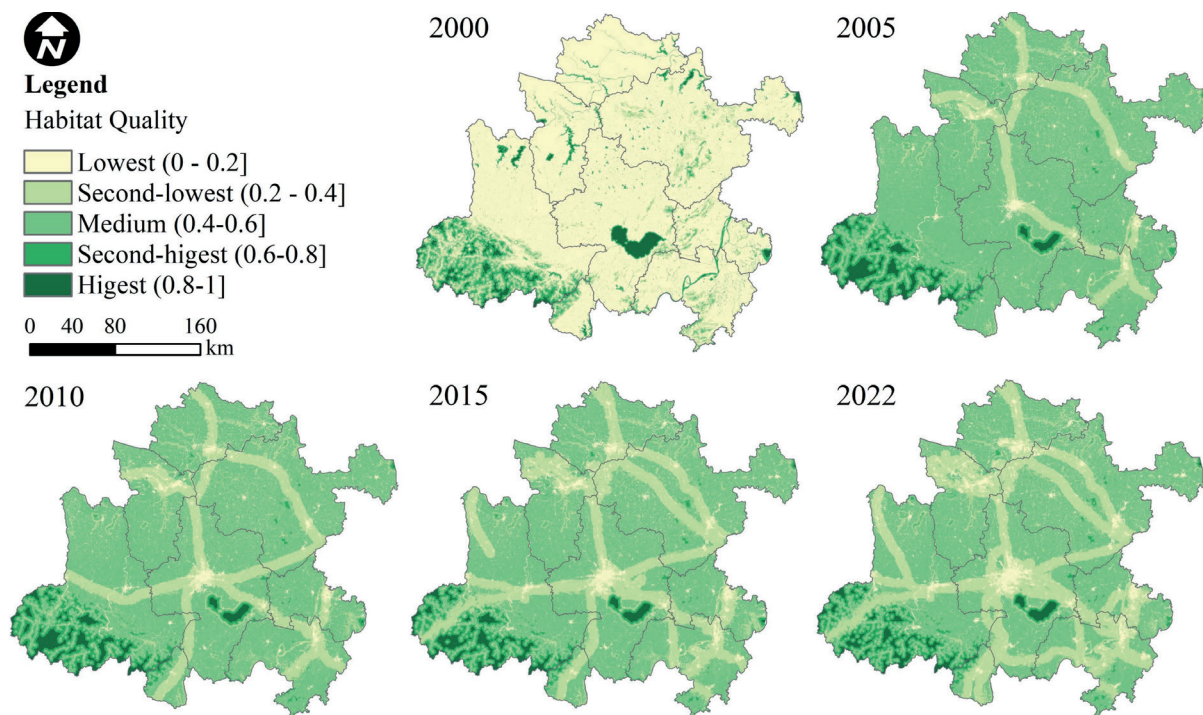 N
Legend
Habitat Quality
Lowest (0 - 0.2]
Second-lowest (0.2 - 0.4]
Medium (0.4-0.6]
Second-higest (0.6-0.8]
Higest (0.8-1]
0 40 80 160
km
2000
2005
2010
2015
2022